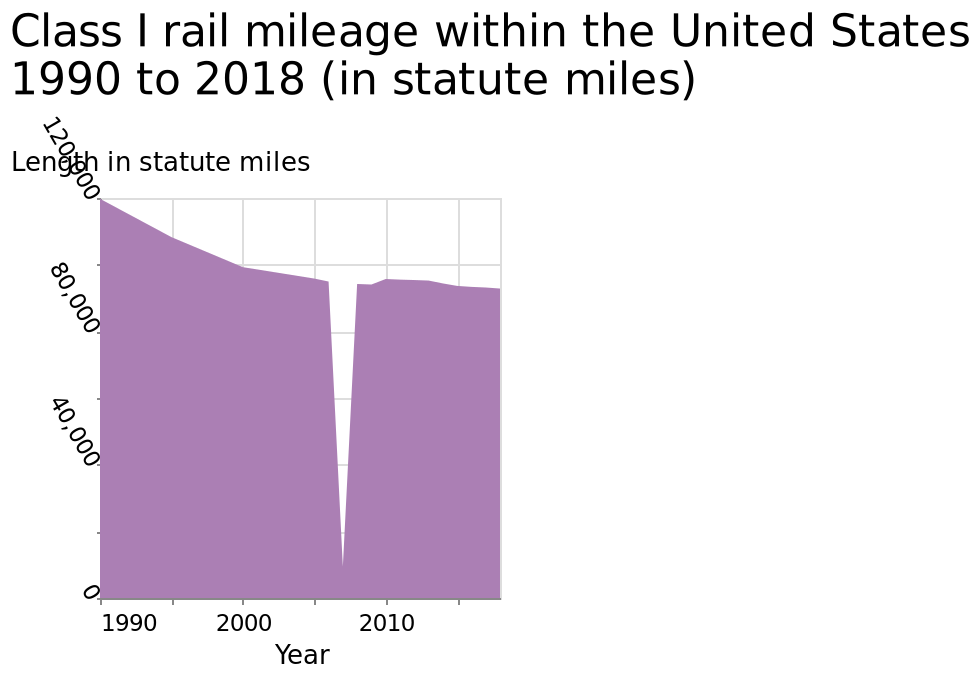 Class I rail mileage within the United States
1990 to 2018 (in statute miles)
Length in statute miles
120,000
80,000
40,000
0
1990 2000 2010
Year